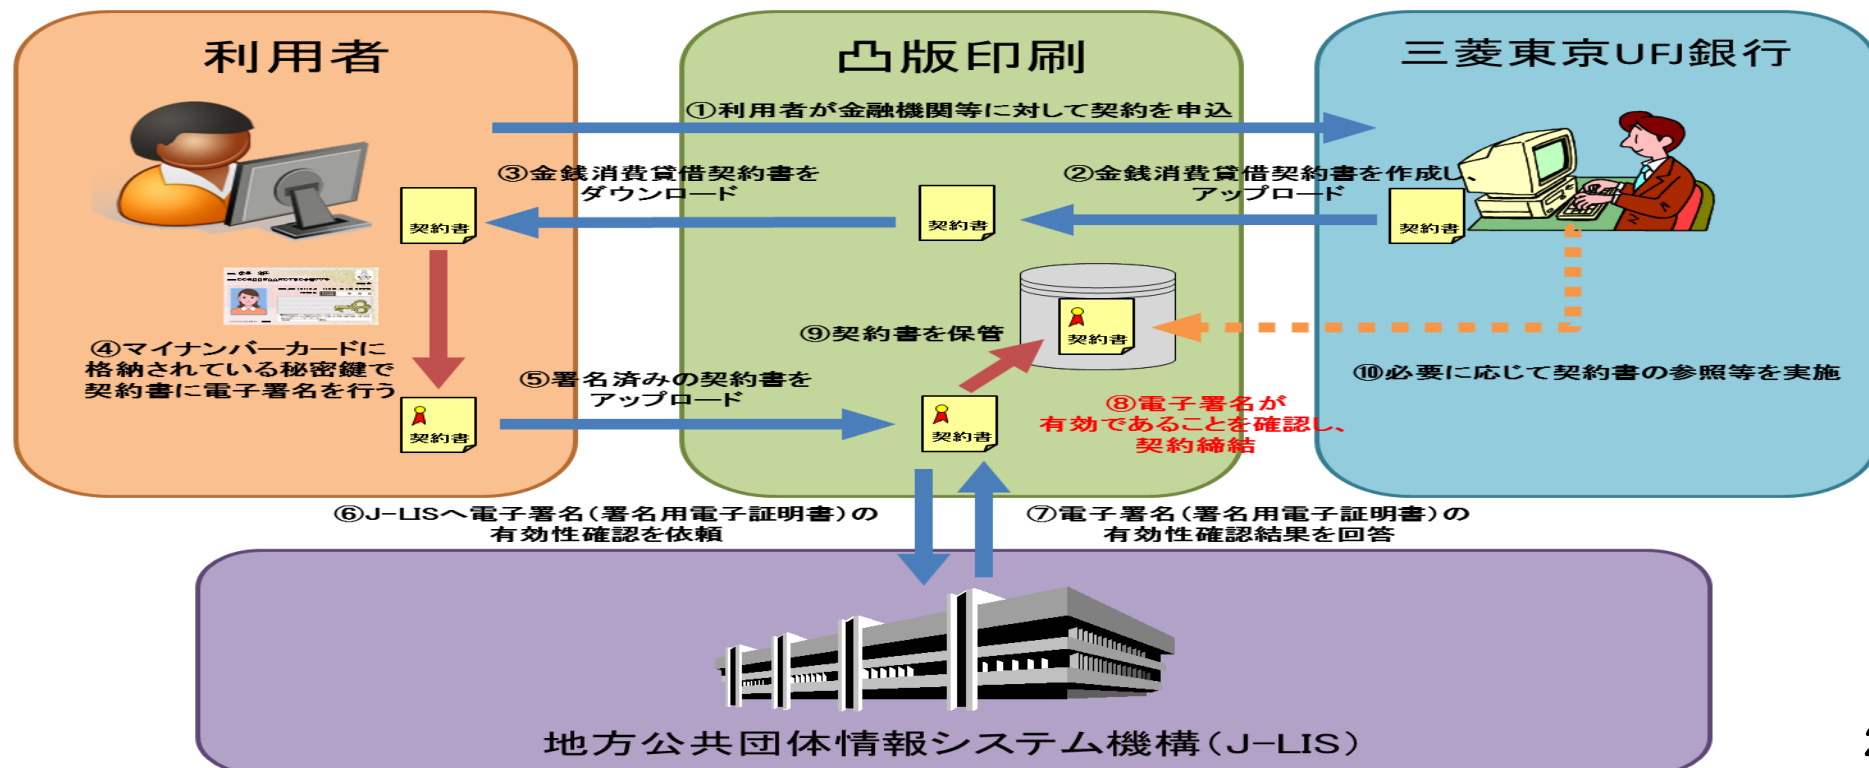 利用者
凸版印刷
三菱東京UFJ銀行
①利用者が金融機関等に対して契約を申込
③金銭消費貸借契約書を
ダウンロード
②金銭消費貸借契約書を作成し
アップロード
契約書
契約書
契約書
④マイナンバーカードに
格納されている秘密鍵で
契約書に電子署名を行う
⑨契約書を保管
契約書
⑩必要に応じて契約書の参照等を実施
⑤署名済みの契約書を
アップロード
契約書
契約書
⑧電子署名が
有効であることを確認し、
契約締結
⑥J-LISへ電子署名(署名用電子証明書)の
有効性確認を依頼
⑦電子署名(署名用電子証明書)の
有効性確認結果を回答
地方公共団体情報システム機構(J-LIS)